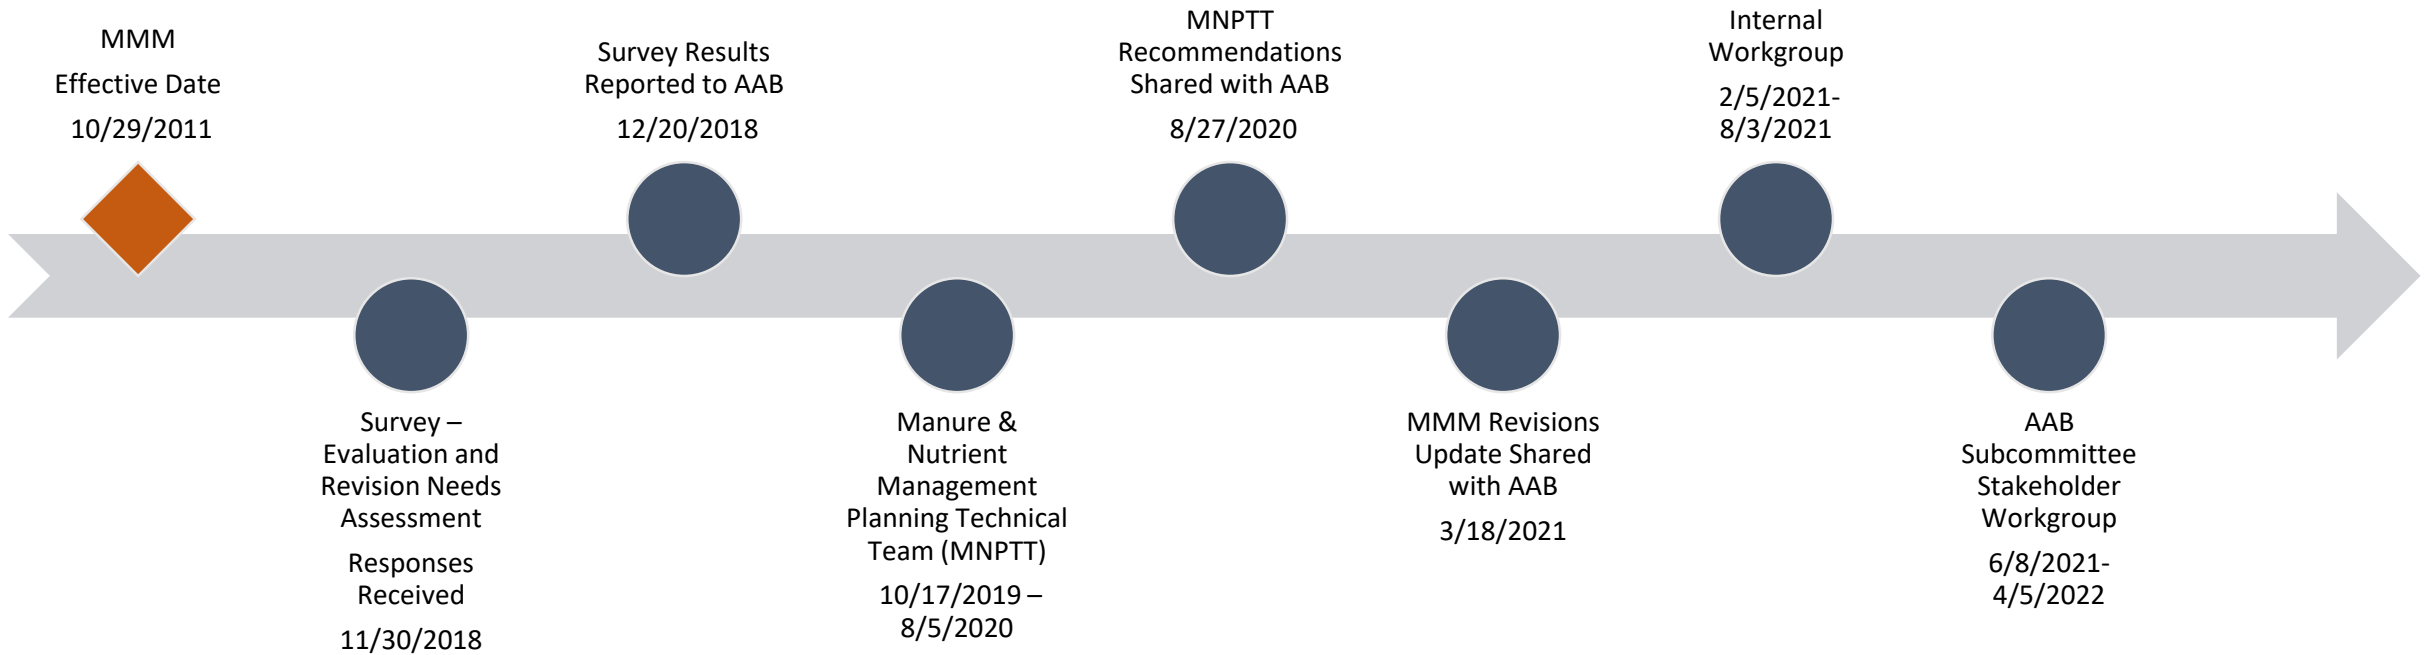 MMM
Effective Date
10/29/2011
Survey –
Evaluation and
Revision Needs
Assessment
Responses
Received
11/30/2018
Survey Results
Reported to AAB
12/20/2018
Manure &
Nutrient
Management
Planning Technical
Team (MNPTT)
10/17/2019 –
8/5/2020
MNPTT
Recommendations
Shared with AAB
8/27/2020
MMM Revisions
Update Shared
with AAB
3/18/2021
Internal
Workgroup
2/5/2021-
8/3/2021
AAB
Subcommittee
Stakeholder
Workgroup
6/8/2021-
4/5/2022